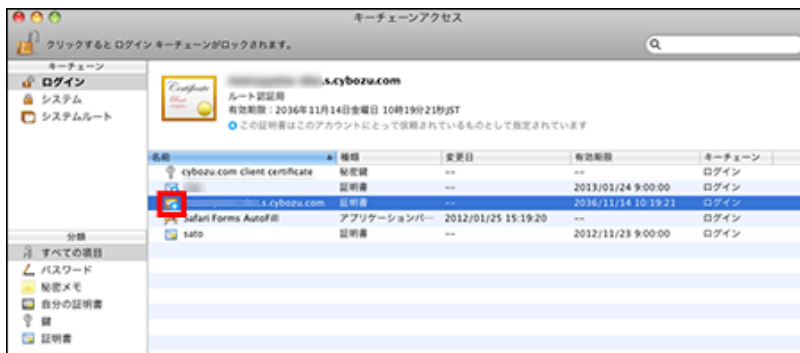 キーチェーンアクセス
クリックすると ログイン キーチェーンがロックされます。
キーチェーン
ログイン
システム
システムルート
.s.cybozu.com
ルート認証局
有効期限：2036年11月14日金曜日 10時19分21秒JST
この証明書はこのアカウントにとって信頼されているものとして指定されています
名前 種類 変更日 有効期限 キーチェーン
cybozu.com client certificate 秘密鍵 -- -- ログイン
証明書 -- 2013/01/24 9:00:00 ログイン
.s.cybozu.com 証明書 -- 2036/11/14 10:19:21 ログイン
Safari Forms AutoFill アプリケーションパ… 2012/01/25 15:19:20 -- ログイン
sato 証明書 -- 2012/11/23 9:00:00 ログイン
分類
すべての項目
パスワード
秘密メモ
自分の証明書
鍵
証明書